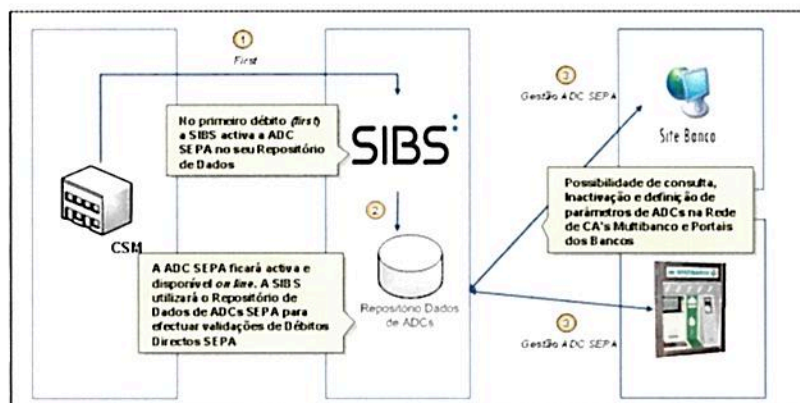 1
First
3
Gestão ADC SEPA
No primeiro débito (first)
a SIBS activa a ADC
SEPA no seu Repositório
de Dados
SIBS
Site Banco
CSM
2
Possibilidade de consulta,
Inactivação e definição de
parâmetros de ADCs na Rede
de CA's Multibanco e Portais
dos Bancos
A ADC SEPA ficará activa e
disponível on line. A SIBS
utilizará o Repositório de
Dados de ADCs SEPA para
efectuar validações de Débitos
Directos SEPA
Repositório Dados
de ADCs
3
Gestão ADC SEPA